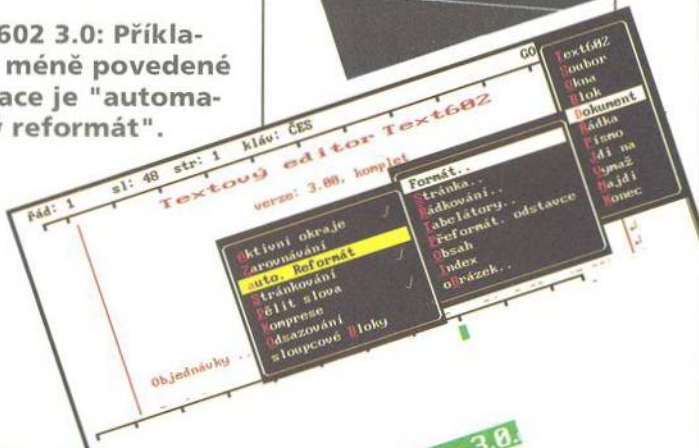 602 3.0: Příkla-
méně povedené
ace je "automa-
ý reformát".
řád: 1 sl: 48 str: 1 kláv: ČES
GO
Textový editor Text602
verze: 3.00, komplet
Text602
Soubor
Okna
Blok
Dokument
Řádka
Písmo
Jdi na
Vymaž
Najdi
Konec
Formát..
Stránka..
Řádkování..
Tabelátory..
Přeformát. odstavce
Obsah
Index
oBrázek..
Aktivní okraje √
Zarovnávání
auto. Reformát
Stránkování √
Dělit slova
Komprese √
Odsazování
sloupcové Bloky
Objednávky ..
3.0.